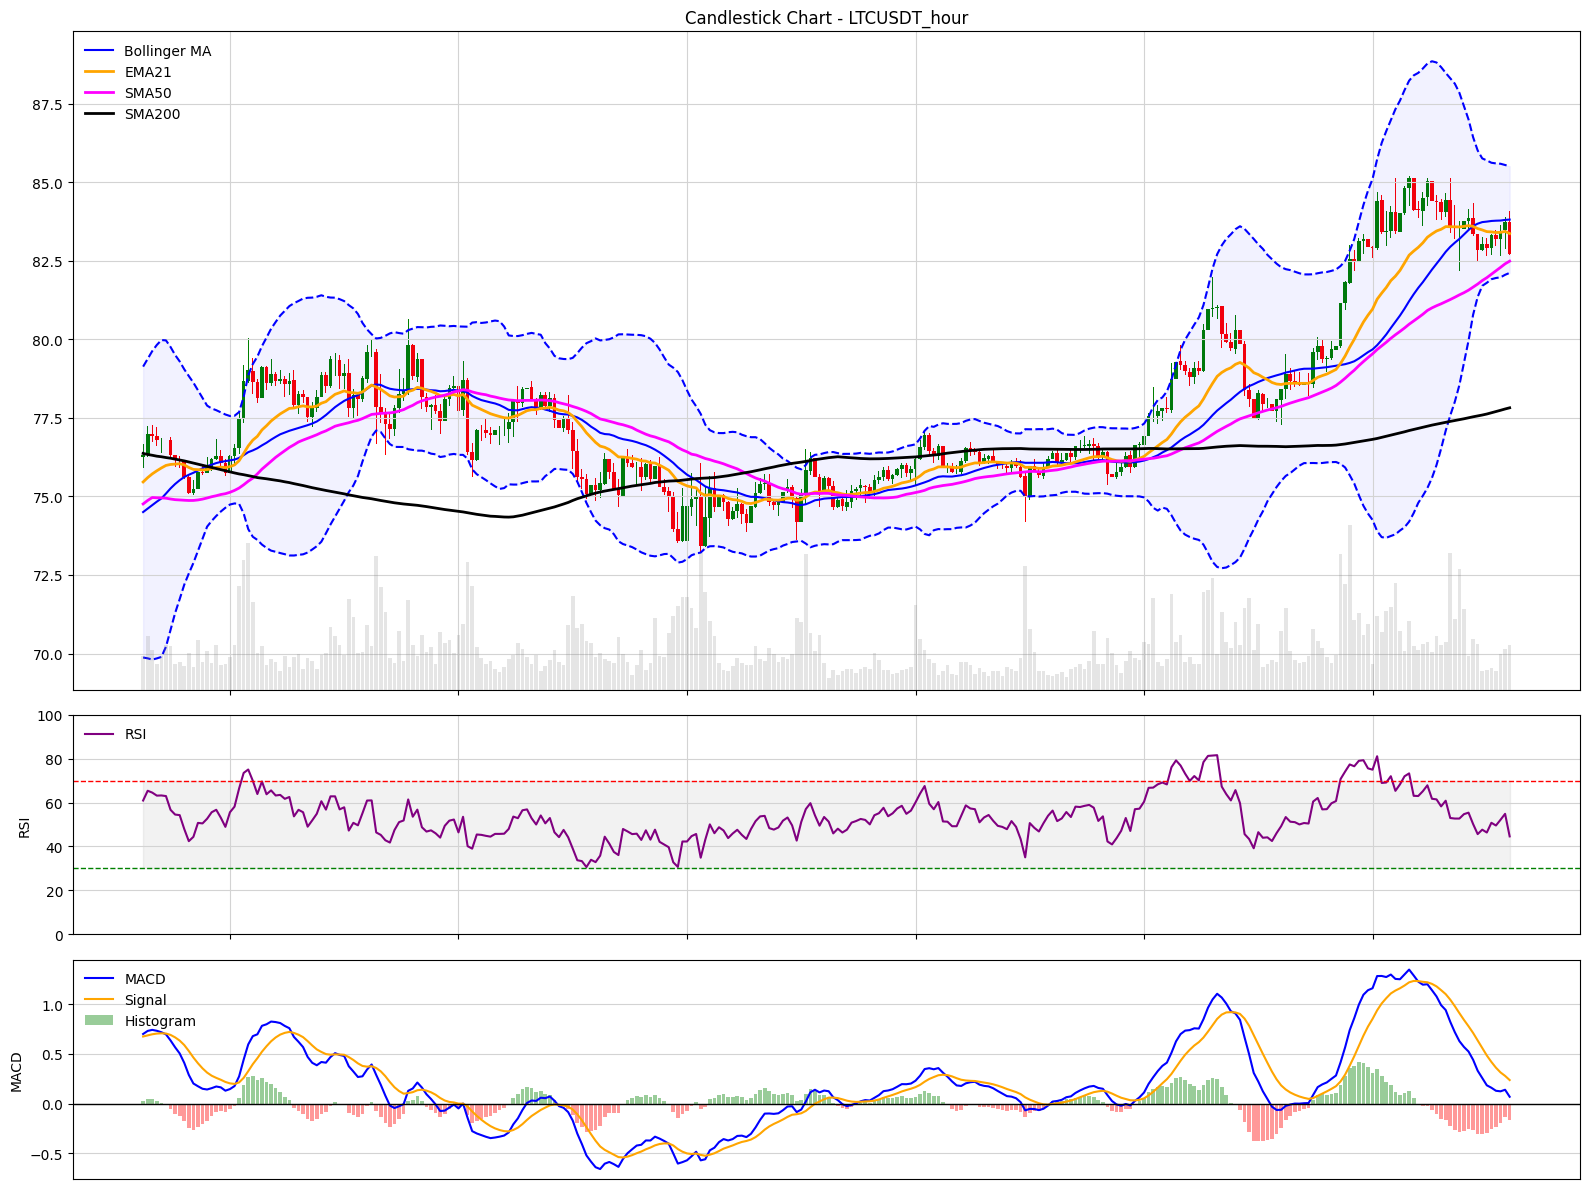 Candlestick Chart - LTCUSDT_hour
Bollinger MA
EMA21
SMA50
SMA200
87.5
85.0
82.5
80.0
77.5
75.0
72.5
70.0
RSI
100
80
60
40
20
0
RSI
MACD
Signal
Histogram
1.0
0.5
0.0
−0.5
MACD